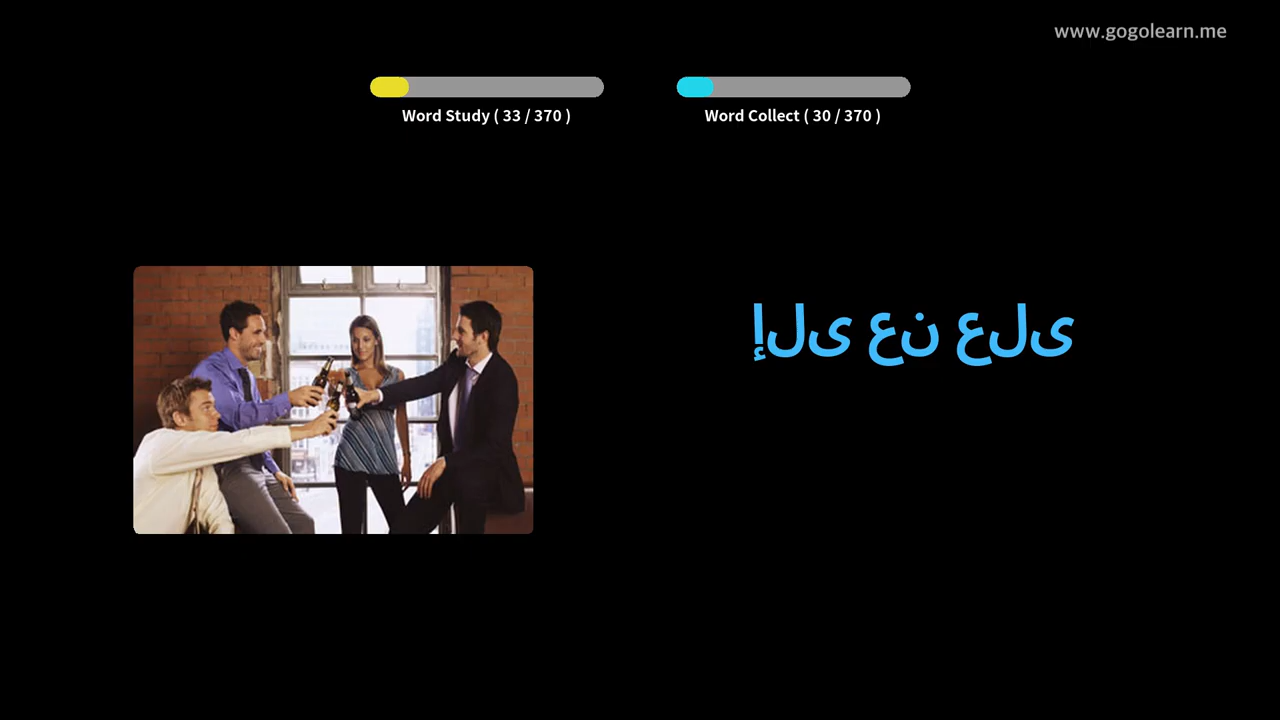 www.gogolearn.me
Word Study ( 33 / 370 )
Word Collect ( 30 / 370 )
إلى عن على